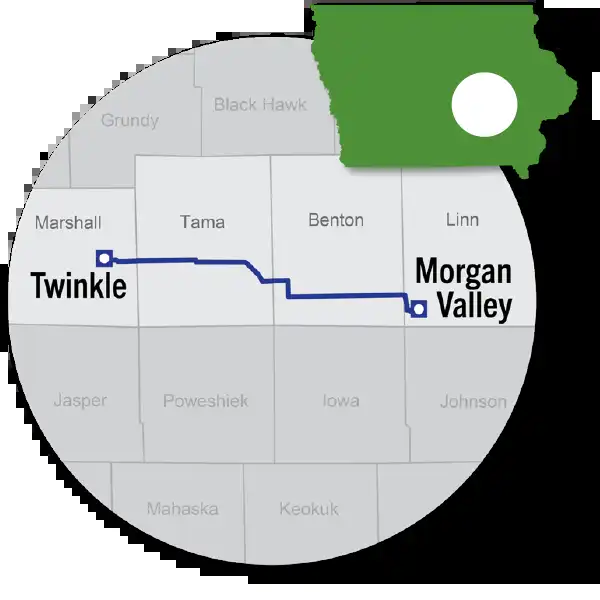 Black Hawk
Grundy
Marshall
Tama
Benton
Linn
Twinkle
Morgan
Valley
Jasper
Poweshiek
Iowa
Johnson
Mahaska
Keokuk